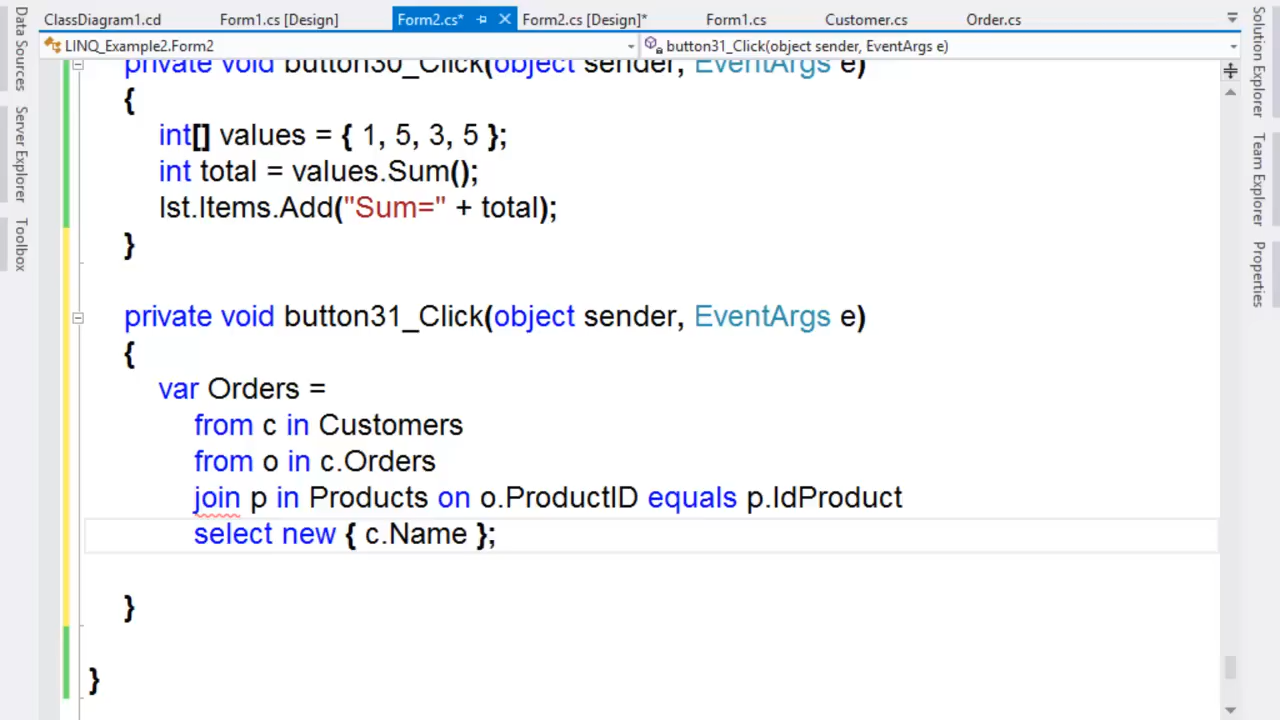 ClassDiagram1.cd Form1.cs [Design] Form2.cs* Form2.cs [Design]* Form1.cs Customer.cs Order.cs
LINQ_Example2.Form2 button31_Click(object sender, EventArgs e)
private void button30_Click(object sender, EventArgs e)
{
int[] values = { 1, 5, 3, 5 };
int total = values.Sum();
lst.Items.Add("Sum=" + total);
}
private void button31_Click(object sender, EventArgs e)
{
var Orders =
from c in Customers
from o in c.Orders
join p in Products on o.ProductID equals p.IdProduct
select new { c.Name };
}
}
Data Sources
Server Explorer
Toolbox
Solution Explorer
Team Explorer
Properties